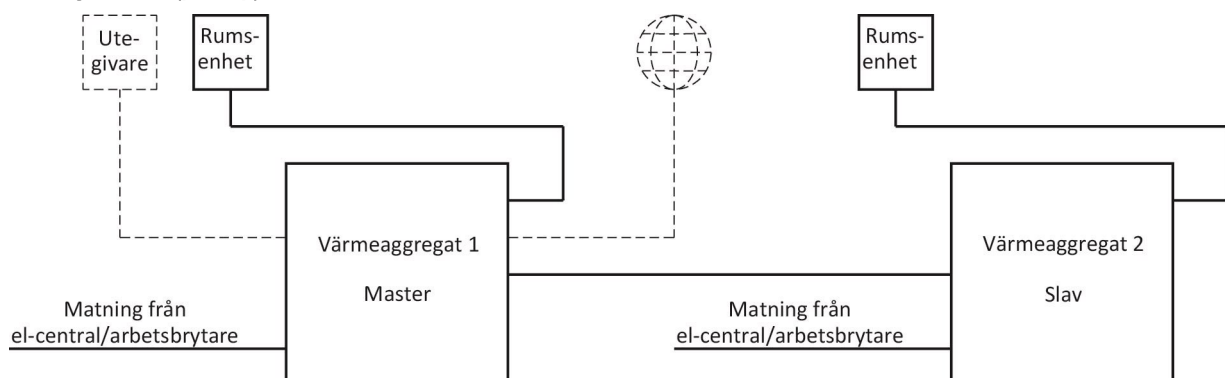 Ute-
givare
Rums-
enhet
Rums-
enhet
Värmeaggregat 1
Master
Värmeaggregat 2
Slav
Matning från
el-central/arbetsbrytare
Matning från
el-central/arbetsbrytare